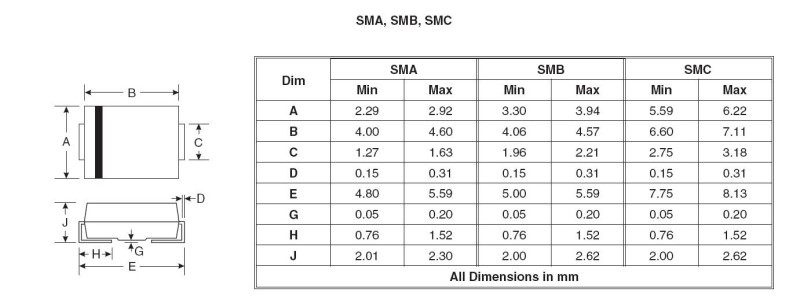 SMA, SMB, SMC
B
A
C
D
J
H
G
E
Dim SMA SMB SMC
Min Max Min Max Min Max
A 2.29 2.92 3.30 3.94 5.59 6.22
B 4.00 4.60 4.06 4.57 6.60 7.11
C 1.27 1.63 1.96 2.21 2.75 3.18
D 0.15 0.31 0.15 0.31 0.15 0.31
E 4.80 5.59 5.00 5.59 7.75 8.13
G 0.05 0.20 0.05 0.20 0.05 0.20
H 0.76 1.52 0.76 1.52 0.76 1.52
J 2.01 2.30 2.00 2.62 2.00 2.62
All Dimensions in mm